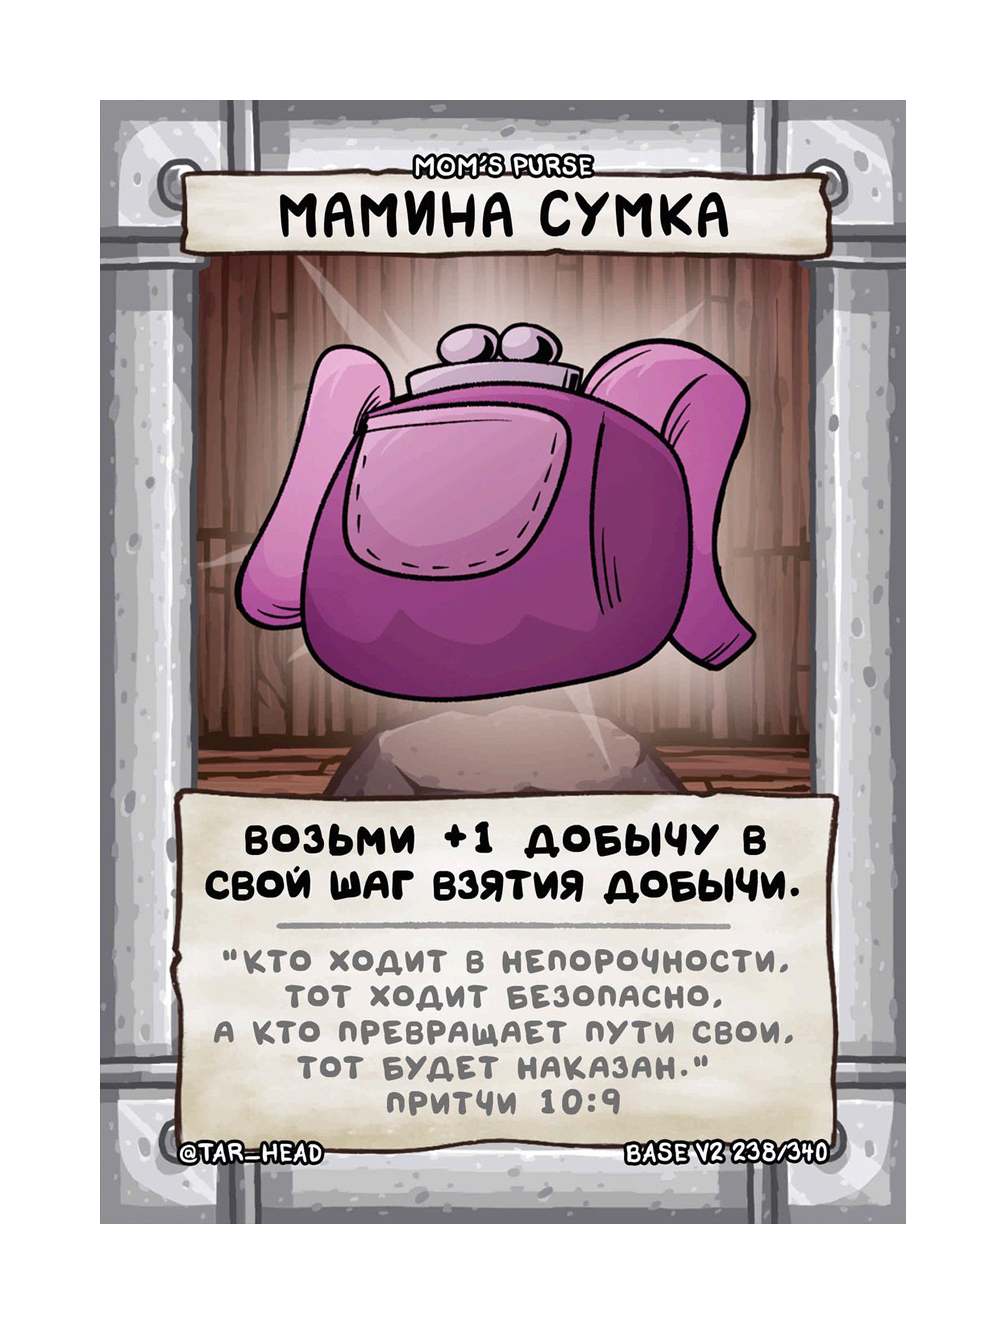 MOM'S PURSE
МАМИНА СУМКА
ВОЗЬМИ +1 ДОБЫЧУ В
СВОЙ ШАГ ВЗЯТИЯ ДОБЫЧИ.
"КТО ХОДИТ В НЕПОРОЧНОСТИ,
ТОТ ХОДИТ БЕЗОПАСНО,
А КТО ПРЕВРАЩАЕТ ПУТИ СВОИ,
ТОТ БУДЕТ НАКАЗАН."
ПРИТЧИ 10:9
@TAR_HEAD
BASE V2 238/340